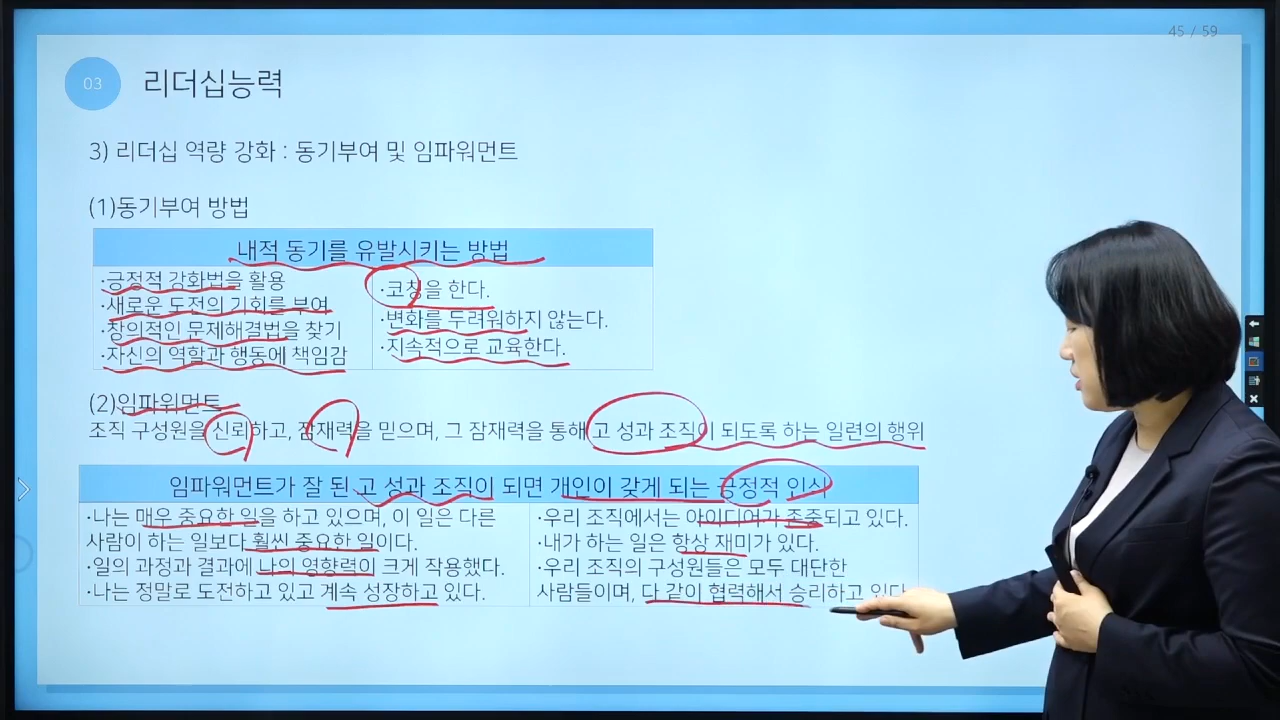 45 / 59
03
리더십능력
3) 리더십 역량 강화 : 동기부여 및 임파워먼트
(1)동기부여 방법
내적 동기를 유발시키는 방법
·긍정적 강화법을 활용
·새로운 도전의 기회를 부여
·창의적인 문제해결법을 찾기
·자신의 역할과 행동에 책임감
·코칭을 한다.
·변화를 두려워하지 않는다.
·지속적으로 교육한다.
(2)임파워먼트
조직 구성원을 신뢰하고, 잠재력을 믿으며, 그 잠재력을 통해 고 성과 조직이 되도록 하는 일련의 행위
임파워먼트가 잘 된 고 성과 조직이 되면 개인이 갖게 되는 긍정적 인식
·나는 매우 중요한 일을 하고 있으며, 이 일은 다른
사람이 하는 일보다 훨씬 중요한 일이다.
·일의 과정과 결과에 나의 영향력이 크게 작용했다.
·나는 정말로 도전하고 있고 계속 성장하고 있다.
·우리 조직에서는 아이디어가 존중되고 있다.
·내가 하는 일은 항상 재미가 있다.
·우리 조직의 구성원들은 모두 대단한
사람들이며, 다 같이 협력해서 승리하고 있다